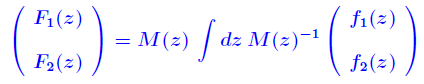 ( F₁(z) F₂(z) ) = M(z) ∫ dz M(z)⁻¹ ( f₁(z) f₂(z) )